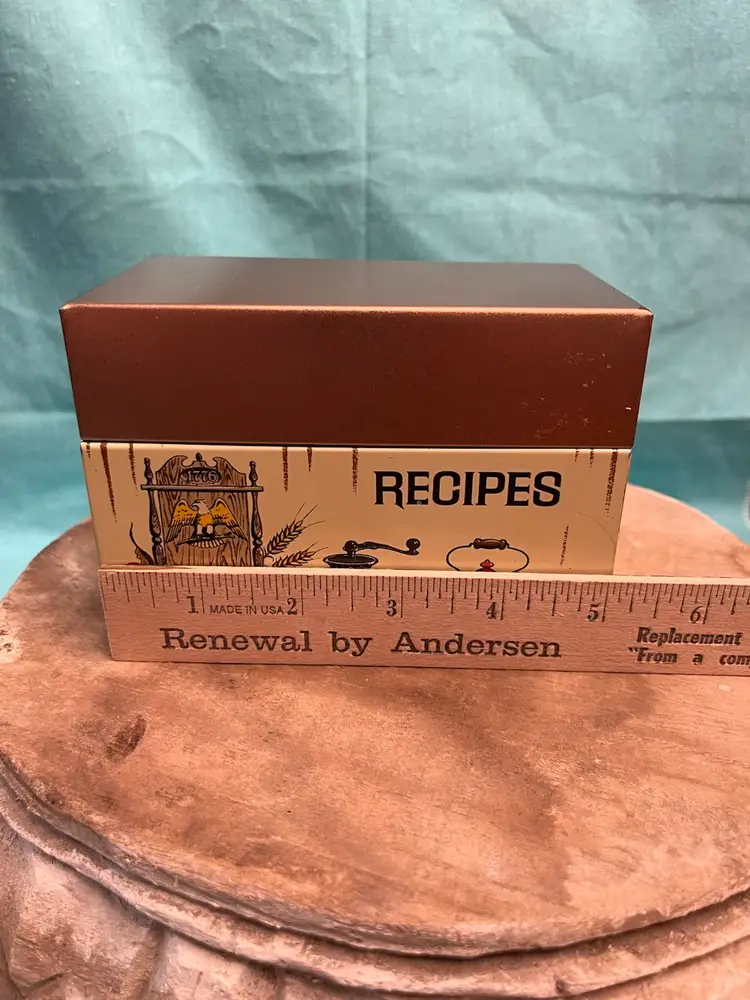 1776
RECIPES
1 MADE IN USA 2 3 4 5 6
Renewal by Andersen
Replacement
"From a com